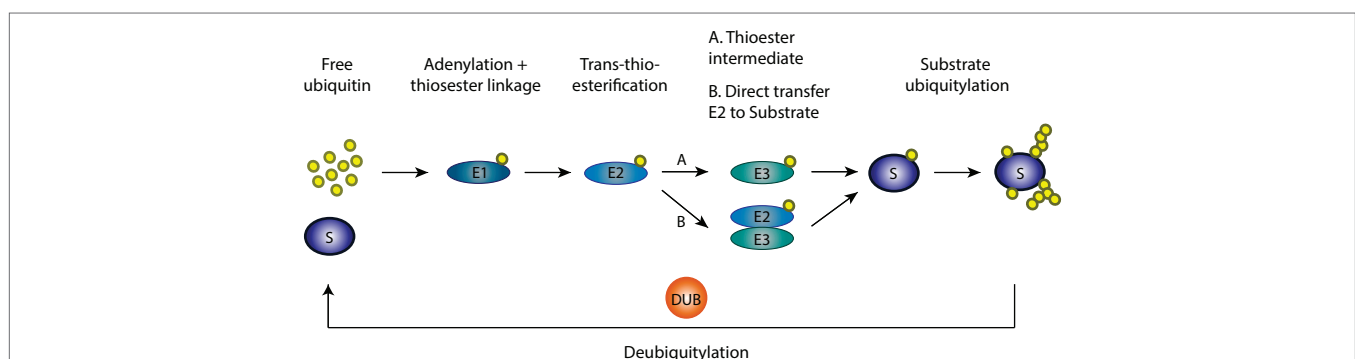 Free
ubiquitin
Adenylation +
thiosester linkage
Trans-thio-
esterification
A. Thioester
intermediate
B. Direct transfer
E2 to Substrate
Substrate
ubiquitylation
E1
E2
A
E3
S
S
B
E2
E3
S
DUB
Deubiquitylation